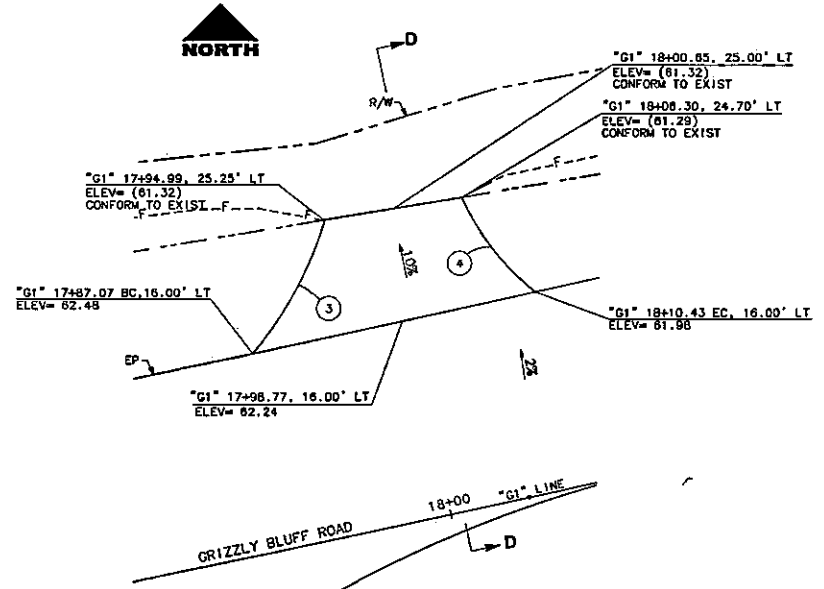 NORTH
D
R/W
"G1" 18+00.65, 25.00' LT
ELEV= (61.32)
CONFORM TO EXIST
"G1" 18+06.30, 24.70' LT
ELEV= (61.29)
CONFORM TO EXIST
"G1" 17+94.99, 25.25' LT
ELEV= (61.32)
CONFORM TO EXIST
F
F
F
F
10%
4
3
"G1" 17+87.07 BC, 16.00' LT
ELEV= 62.48
"G1" 18+10.43 EC, 16.00' LT
ELEV= 61.98
EP
2%
"G1" 17+98.77, 16.00' LT
ELEV= 62.24
18+00
"G1" LINE
GRIZZLY BLUFF ROAD
D